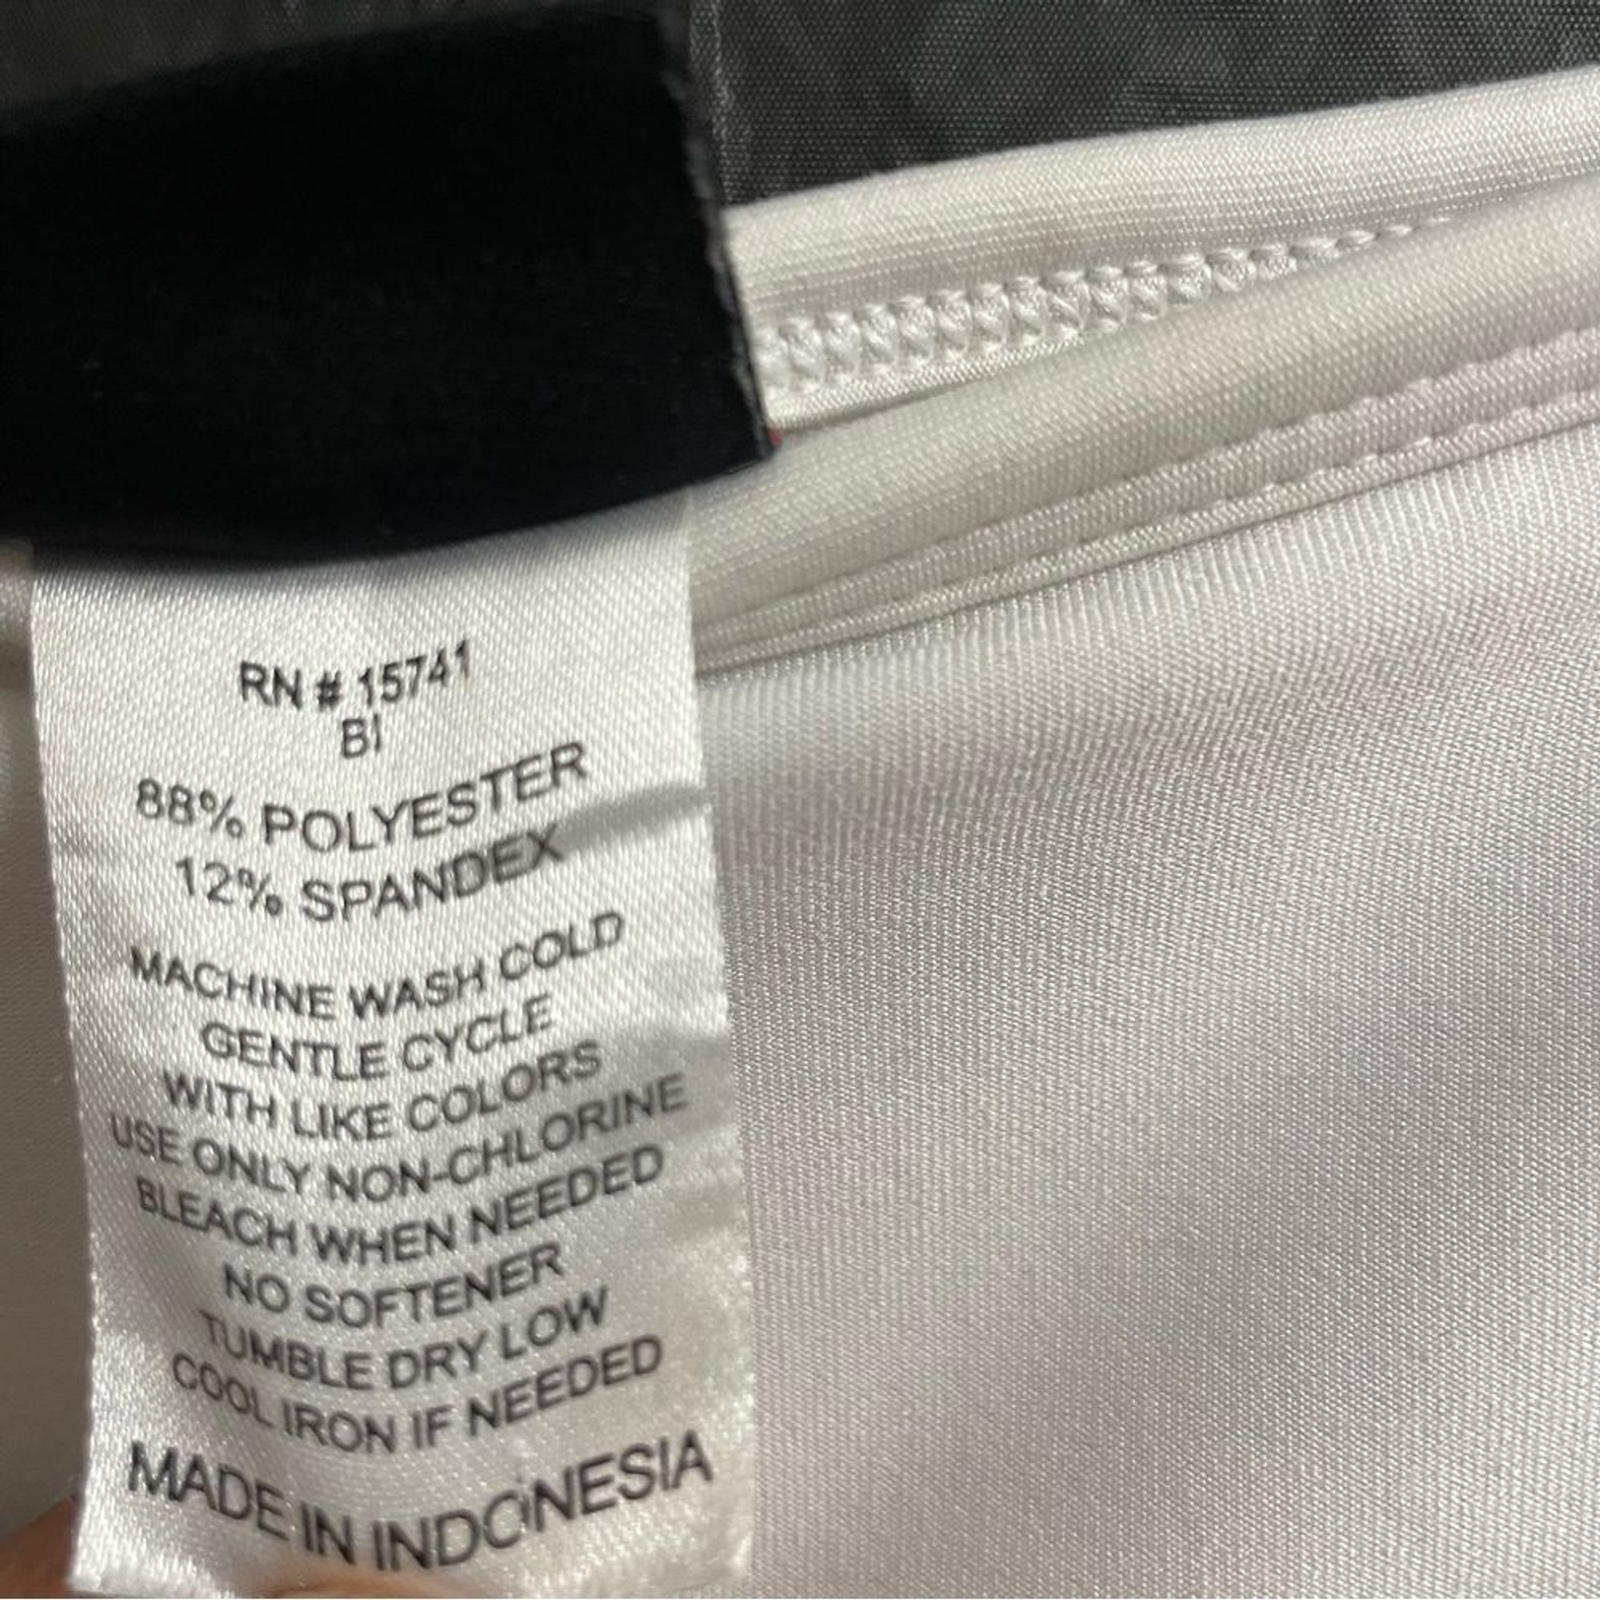 RN # 15741
BI
88% POLYESTER
12% SPANDEX
MACHINE WASH COLD
GENTLE CYCLE
WITH LIKE COLORS
USE ONLY NON-CHLORINE
BLEACH WHEN NEEDED
NO SOFTENER
TUMBLE DRY LOW
COOL IRON IF NEEDED
MADE IN INDONESIA